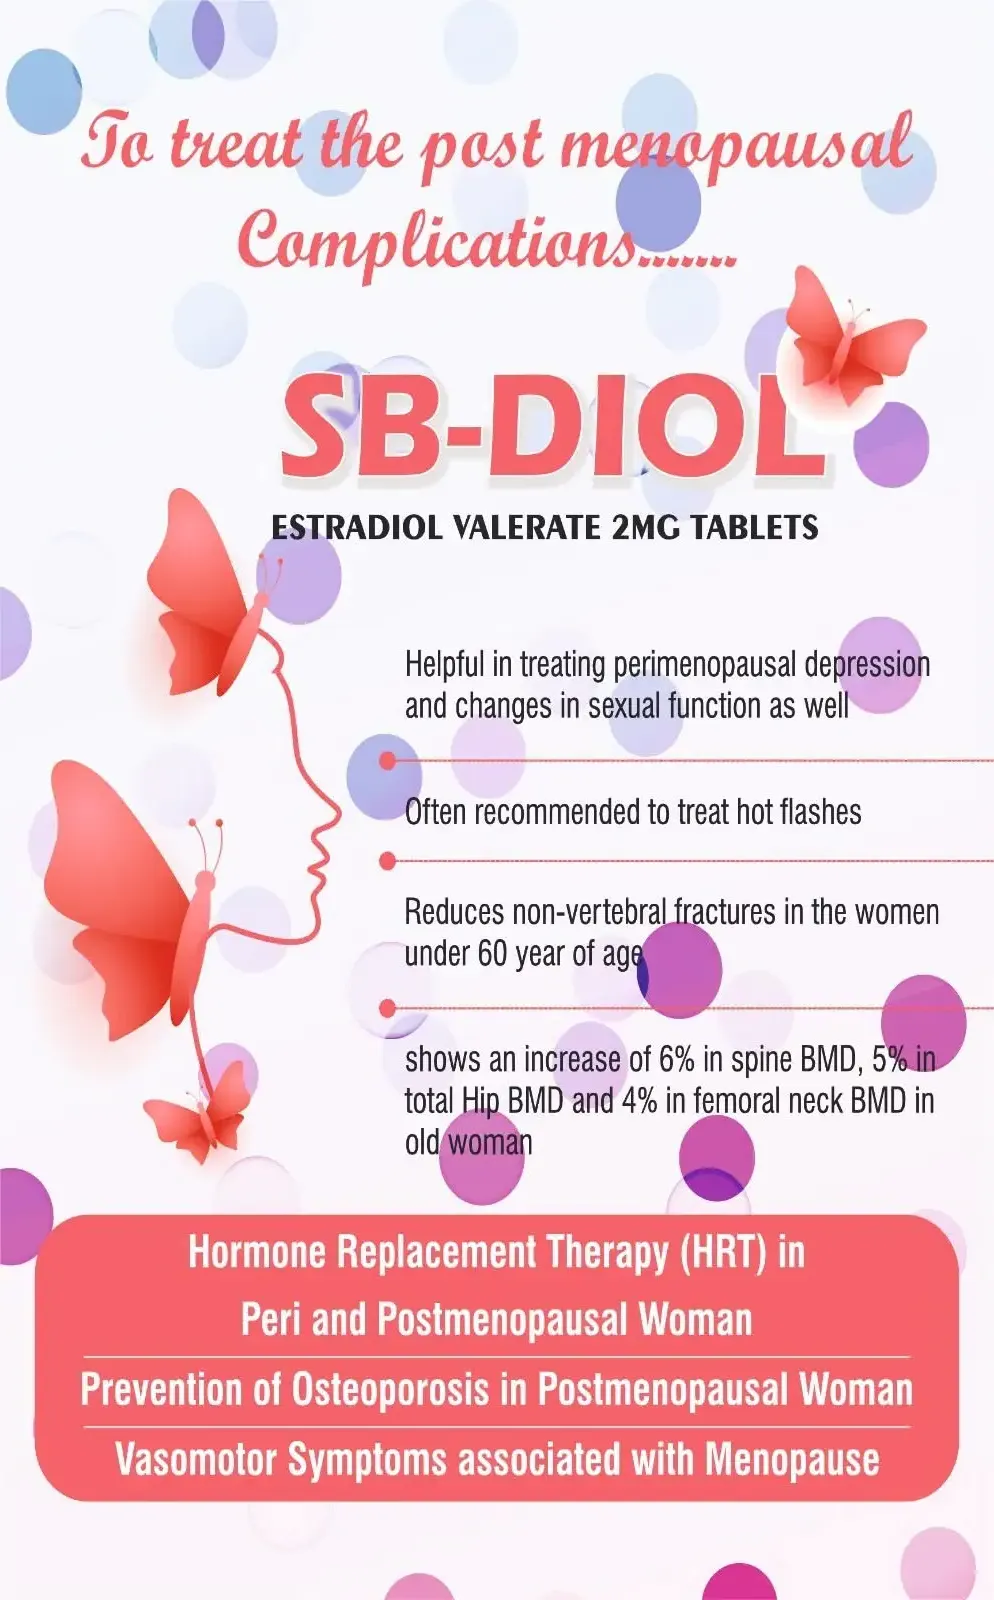 To treat the post menopausal
Complications.......
SB-DIOL
ESTRADIOL VALERATE 2MG TABLETS
Helpful in treating perimenopausal depression
and changes in sexual function as well
Often recommended to treat hot flashes
Reduces non-vertebral fractures in the women
under 60 year of age
shows an increase of 6% in spine BMD, 5% in
total Hip BMD and 4% in femoral neck BMD in
old woman
Hormone Replacement Therapy (HRT) in
Peri and Postmenopausal Woman
Prevention of Osteoporosis in Postmenopausal Woman
Vasomotor Symptoms associated with Menopause